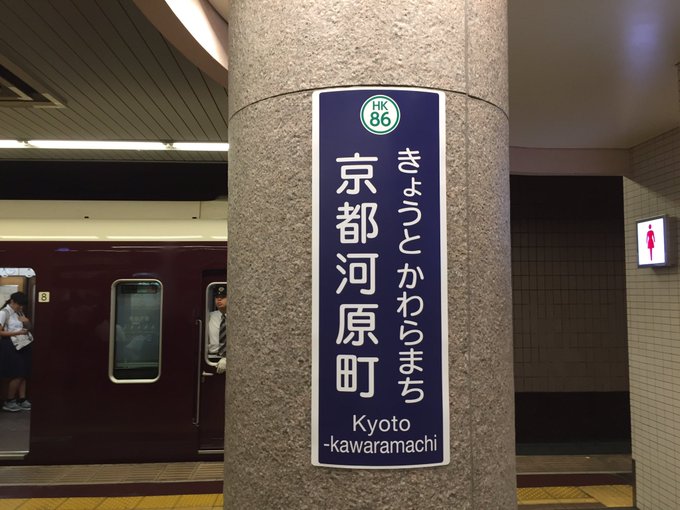 HK
86
きょうと かわらまち
京都河原町
Kyoto
-kawaramachi
8